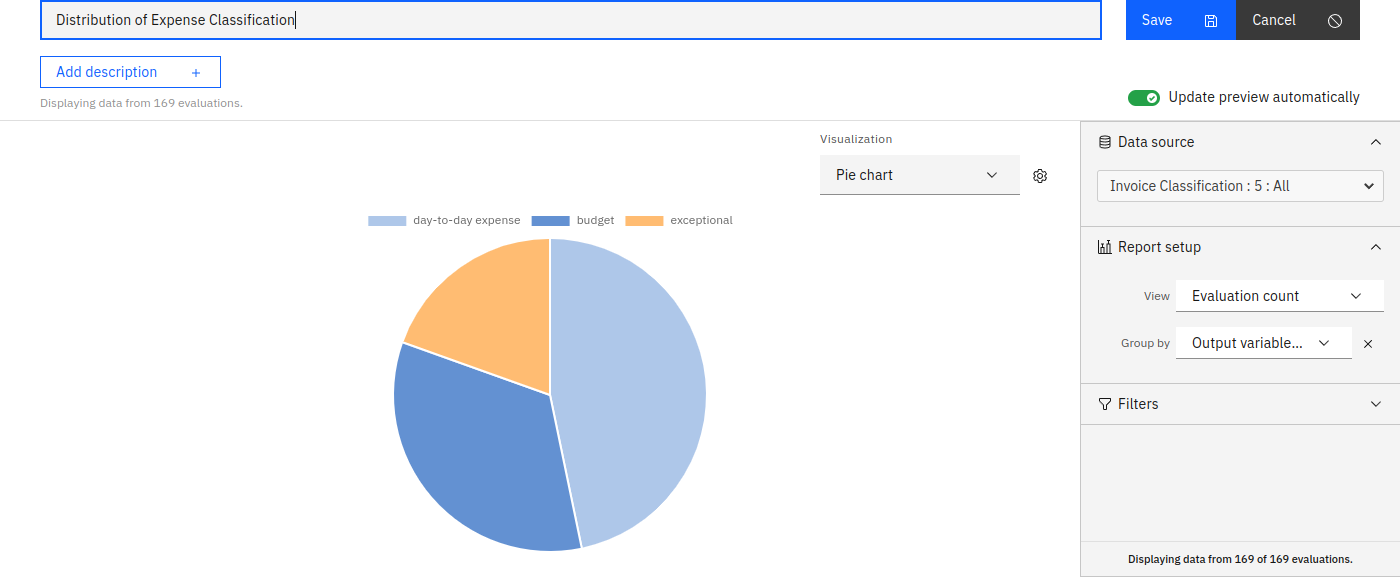 Distribution of Expense Classification
Save
Cancel
Add description +
Displaying data from 169 evaluations.
Update preview automatically
Visualization
Pie chart
day-to-day expense
budget
exceptional
Data source
Invoice Classification : 5 : All
Report setup
View
Evaluation count
Group by
Output variable...
Filters
Displaying data from 169 of 169 evaluations.